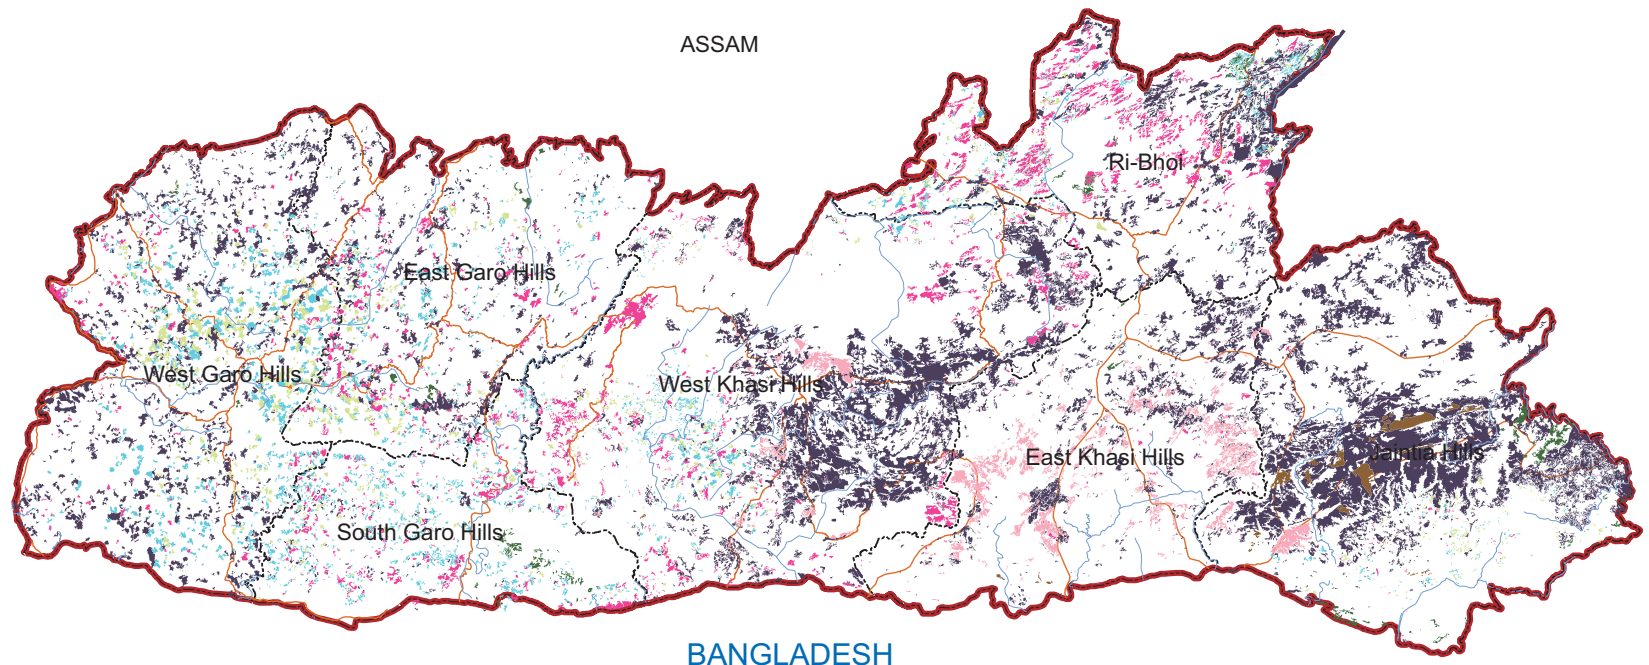 ASSAM
Ri-Bhoi
East Garo Hills
West Garo Hills
West Khasi Hills
East Khasi Hills
Jaintia Hills
South Garo Hills
BANGLADESH